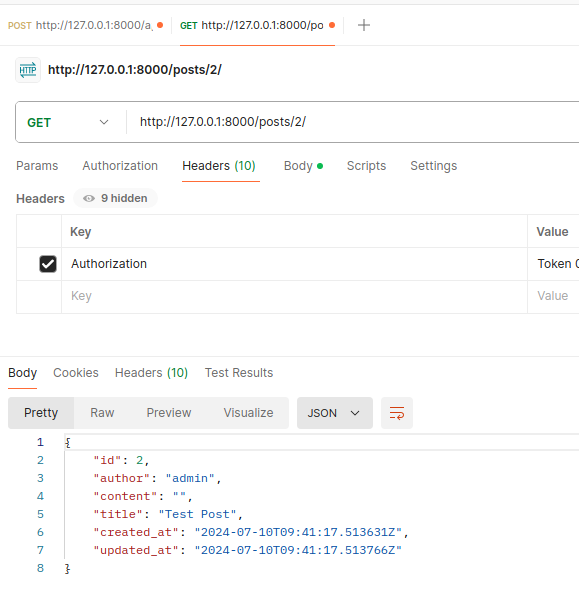 POST http://127.0.0.1:8000/a
GET http://127.0.0.1:8000/po
HTTP http://127.0.0.1:8000/posts/2/
GET http://127.0.0.1:8000/posts/2/
Params Authorization Headers (10) Body Scripts Settings
Headers 9 hidden
Key Value
Authorization Token
Key Value
Body Cookies Headers (10) Test Results
Pretty Raw Preview Visualize JSON
1 {
2 "id": 2,
3 "author": "admin",
4 "content": "",
5 "title": "Test Post",
6 "created_at": "2024-07-10T09:41:17.513631Z",
7 "updated_at": "2024-07-10T09:41:17.513766Z"
8 }